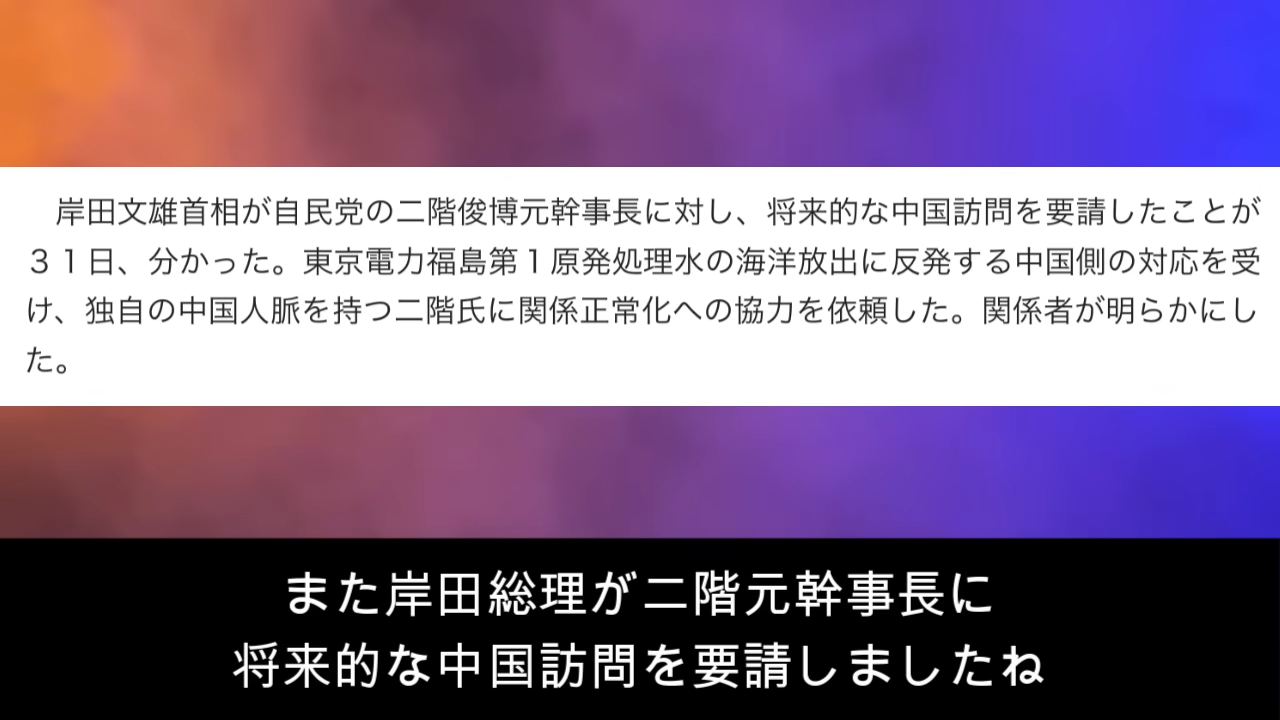 岸田文雄首相が自民党の二階俊博元幹事長に対し、将来的な中国訪問を要請したことが
３１日、分かった。東京電力福島第１原発処理水の海洋放出に反発する中国側の対応を受
け、独自の中国人脈を持つ二階氏に関係正常化への協力を依頼した。関係者が明らかにし
た。
また岸田総理が二階元幹事長に
将来的な中国訪問を要請しましたね